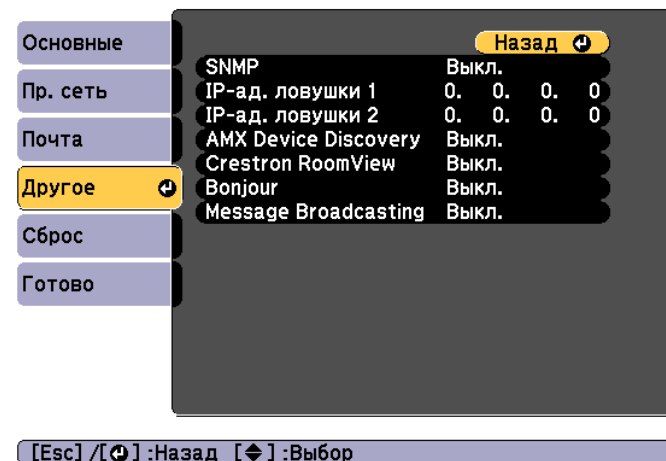 Основные
Пр. сеть
Почта
Другое
Сброс
Готово
Назад
SNMP Выкл.
IP-ад. ловушки 1 0. 0. 0. 0
IP-ад. ловушки 2 0. 0. 0. 0
AMX Device Discovery Выкл.
Crestron RoomView Выкл.
Bonjour Выкл.
Message Broadcasting Выкл.
[Esc] /[⏎] :Назад [◆] :Выбор